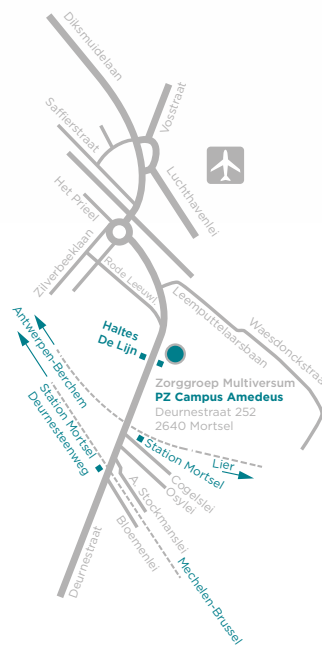 Diksmuidelaan
Vosstraat
Saffierstraat
Luchthavenlei
Het Prieel
Zilverbeeklaan
Rode Leeuwl.
Leemputtelaarsbaan
Waesdonckstraat
Haltes
De Lijn
Antwerpen-Berchem
Zorggroep Multiversum
PZ Campus Amedeus
Deurnestraat 252
2640 Mortsel
Station Mortsel
Deurnesteenweg
Station Mortsel
Lier
Cogelslei
Osylei
A. Stockmanslei
Bloemenlei
Deurnestraat
Mechelen-Brussel